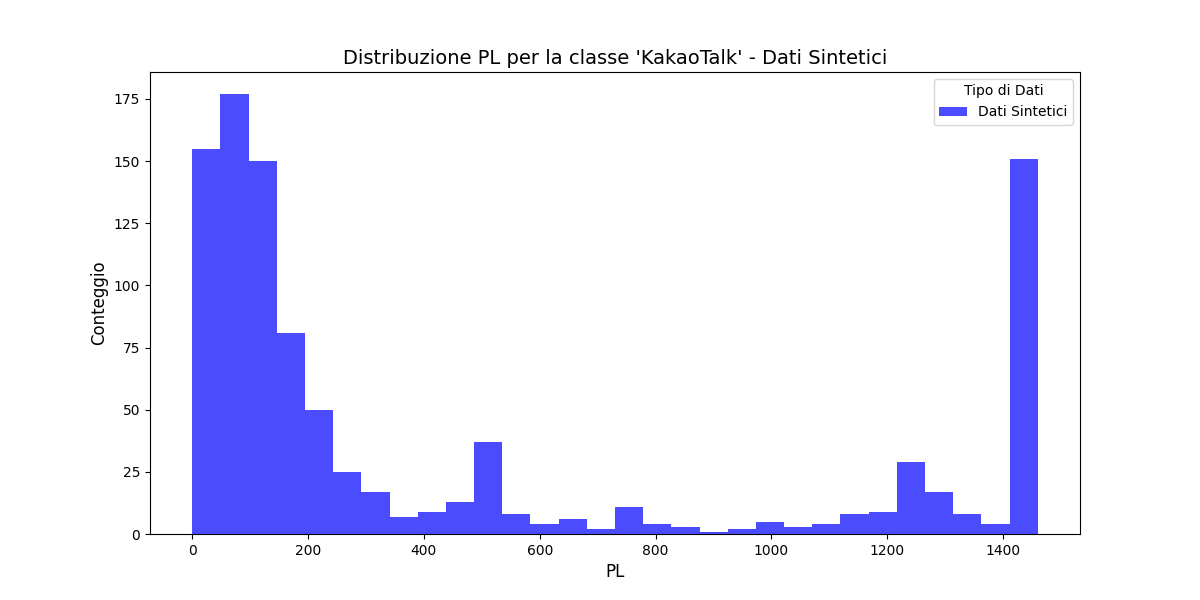 Distribuzione PL per la classe 'KakaoTalk' - Dati Sintetici
Tipo di Dati
Dati Sintetici
175
150
125
100
75
50
25
0
Conteggio
0 200 400 600 800 1000 1200 1400
PL